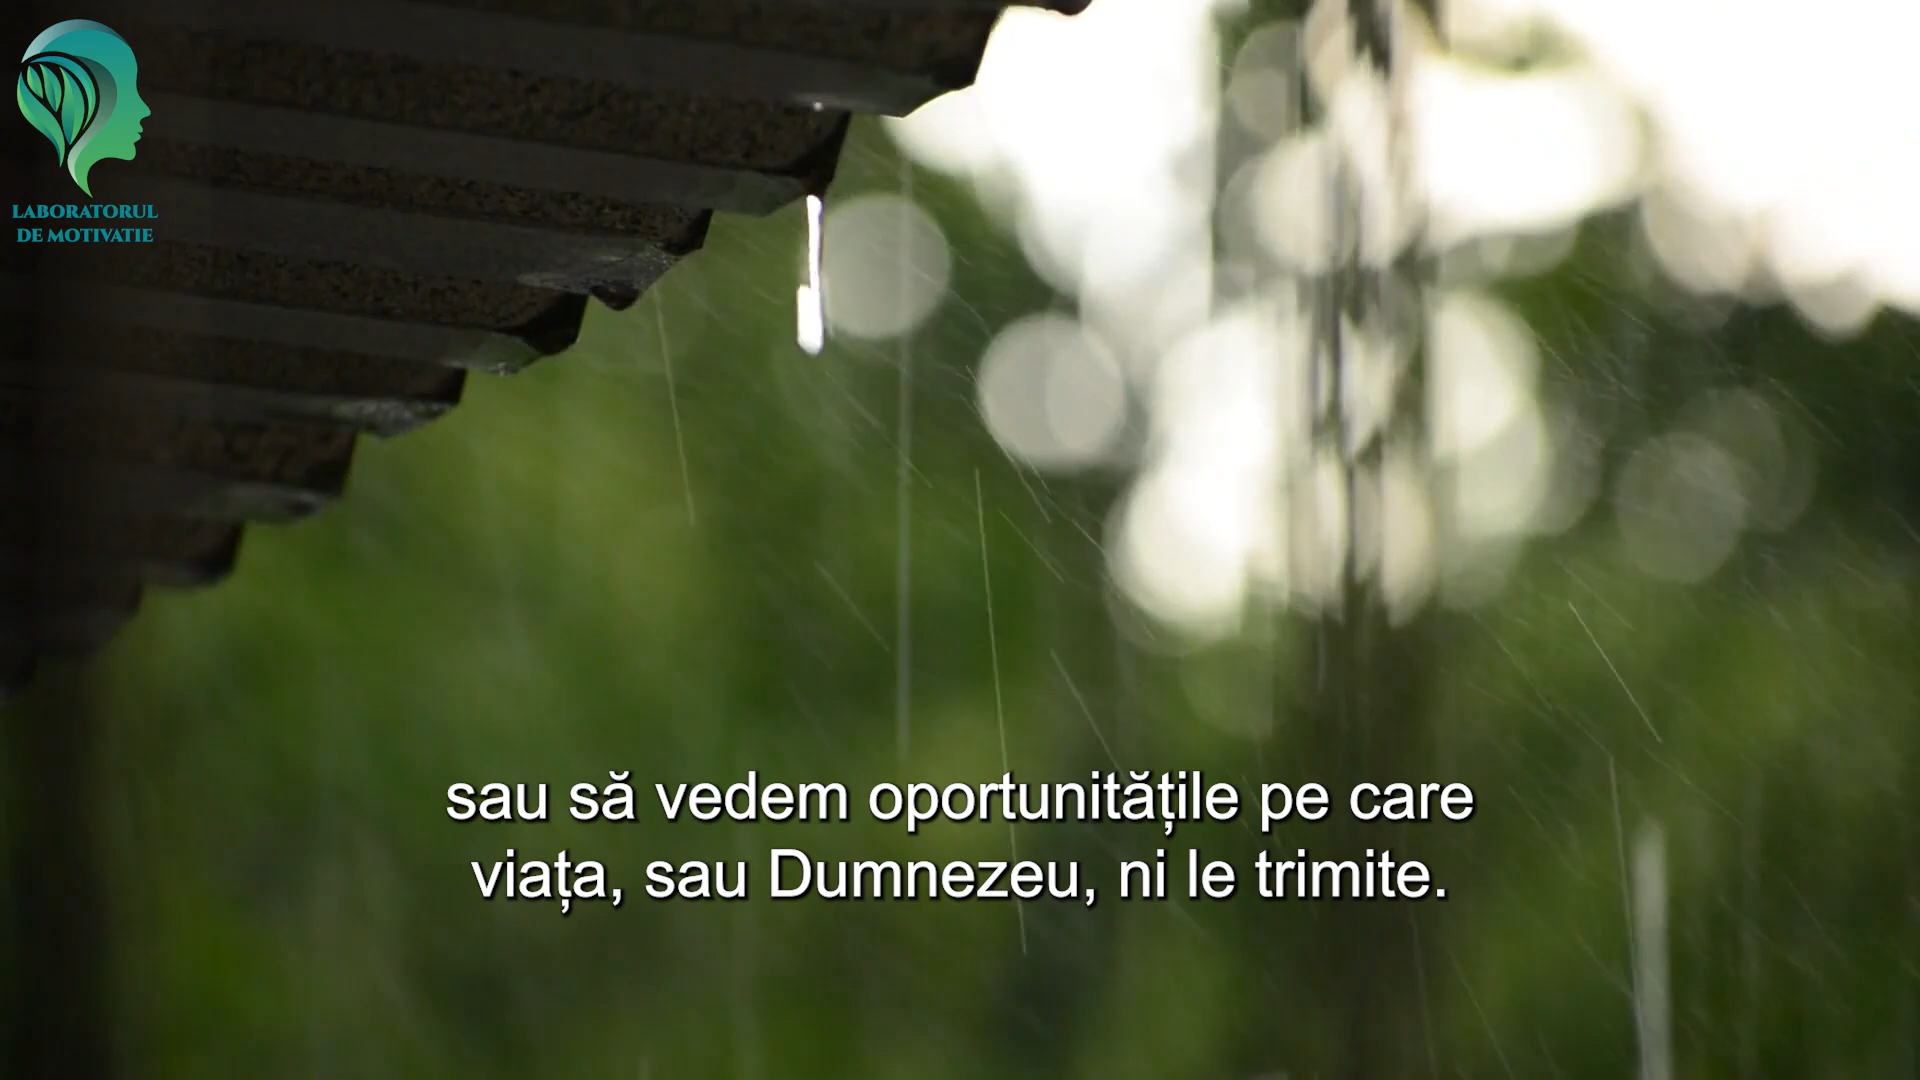 LABORATORUL
DE MOTIVATIE
sau să vedem oportunitățile pe care
viața, sau Dumnezeu, ni le trimite.